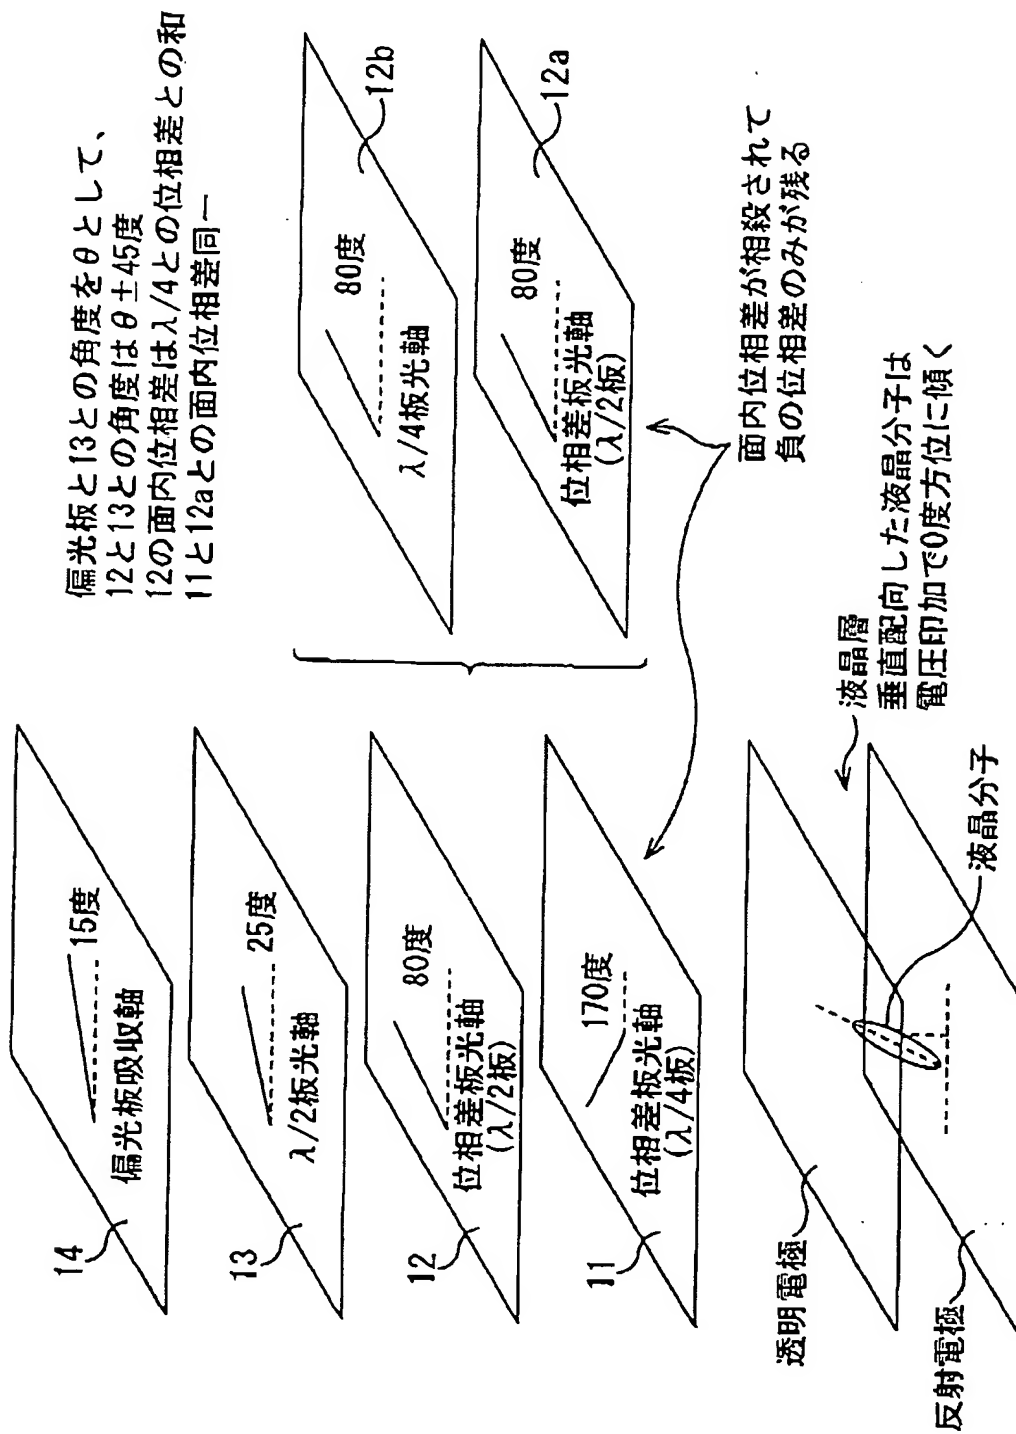 偏光板と13との角度をθとして、
12と13との角度はθ±45度
12の面内位相差はλ/4との位相差との和
11と12aとの面内位相差同一
14
15度
偏光板吸収軸
13
25度
λ/2板光軸
12
80度
位相差板光軸
(λ/2板)
11
170度
位相差板光軸
(λ/4板)
12b
80度
λ/4板光軸
12a
80度
位相差板光軸
(λ/2板)
面内位相差が相殺されて
負の位相差のみが残る
液晶層
垂直配向した液晶分子は
電圧印加で0度方位に傾く
透明電極
液晶分子
反射電極